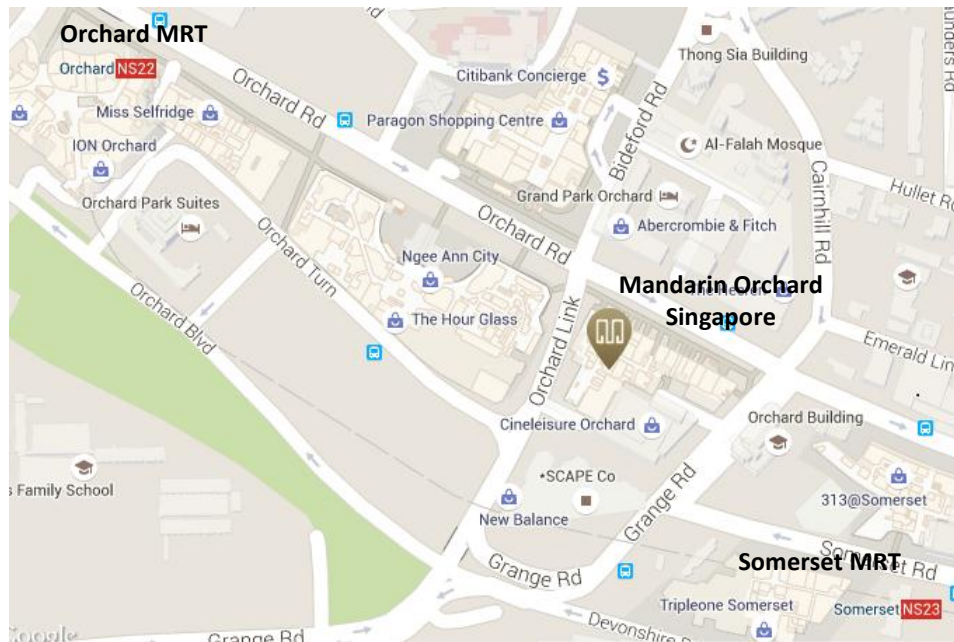 Orchard MRT
Orchard NS22
Miss Selfridge
ION Orchard
Orchard Park Suites
Orchard Rd
Citibank Concierge
$
Paragon Shopping Centre
Thong Sia Building
Bideford Rd
Al-Falah Mosque
Cairnhill Rd
Hullet
Grand Park Orchard
Abercrombie & Fitch
Orchard Rd
Ngee Ann City
The Hour Glass
Orchard Turn
Orchard Blvd
Orchard Link
Mandarin Orchard
Singapore
Emerald
Cineleisure Orchard
Orchard Building
*SCAPE Co
New Balance
s Family School
Grange Rd
313@Somerset
Somerset Rd
Somerset MRT
Somerset NS23
Tripleone Somerset
Grange Rd
Devonshire
Grange Rd